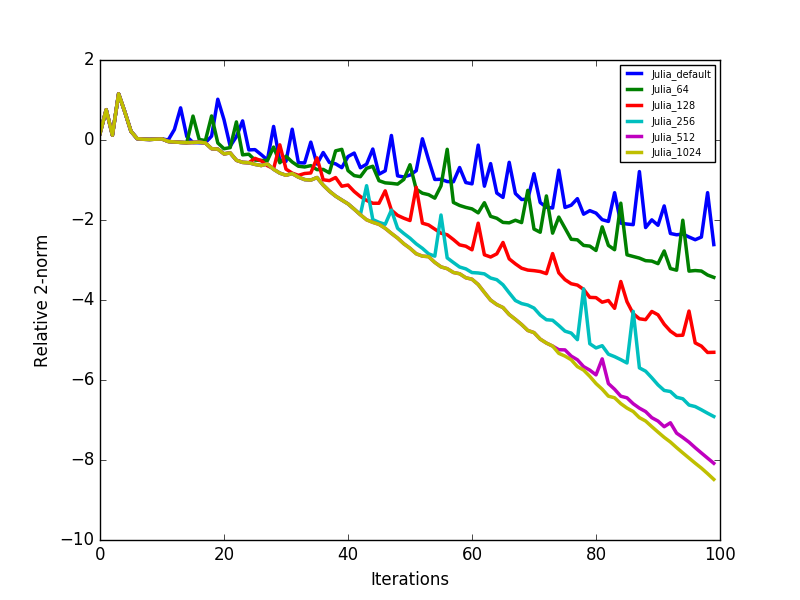 2
0
−2
−4
−6
−8
−10
0 20 40 60 80 100
Relative 2-norm
Iterations
Julia_default
Julia_64
Julia_128
Julia_256
Julia_512
Julia_1024